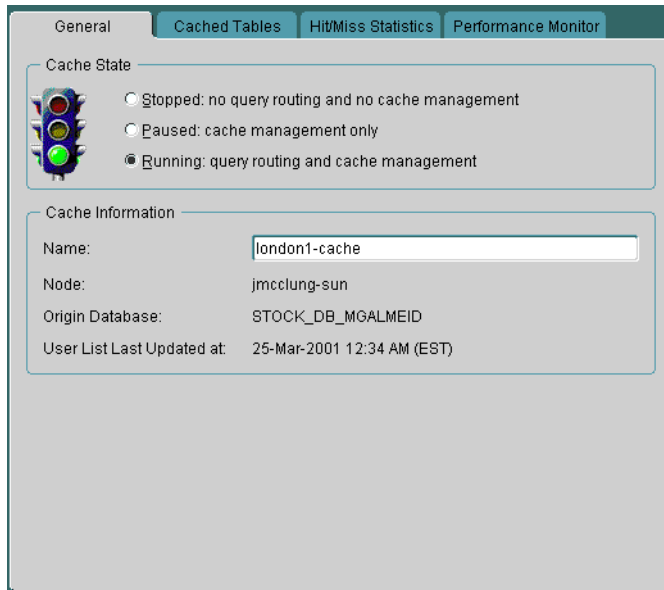 General Cached Tables Hit/Miss Statistics Performance Monitor
Cache State
Stopped: no query routing and no cache management
Paused: cache management only
Running: query routing and cache management
Cache Information
Name: london1-cache
Node: jmcclung-sun
Origin Database: STOCK_DB_MGALMEID
User List Last Updated at: 25-Mar-2001 12:34 AM (EST)